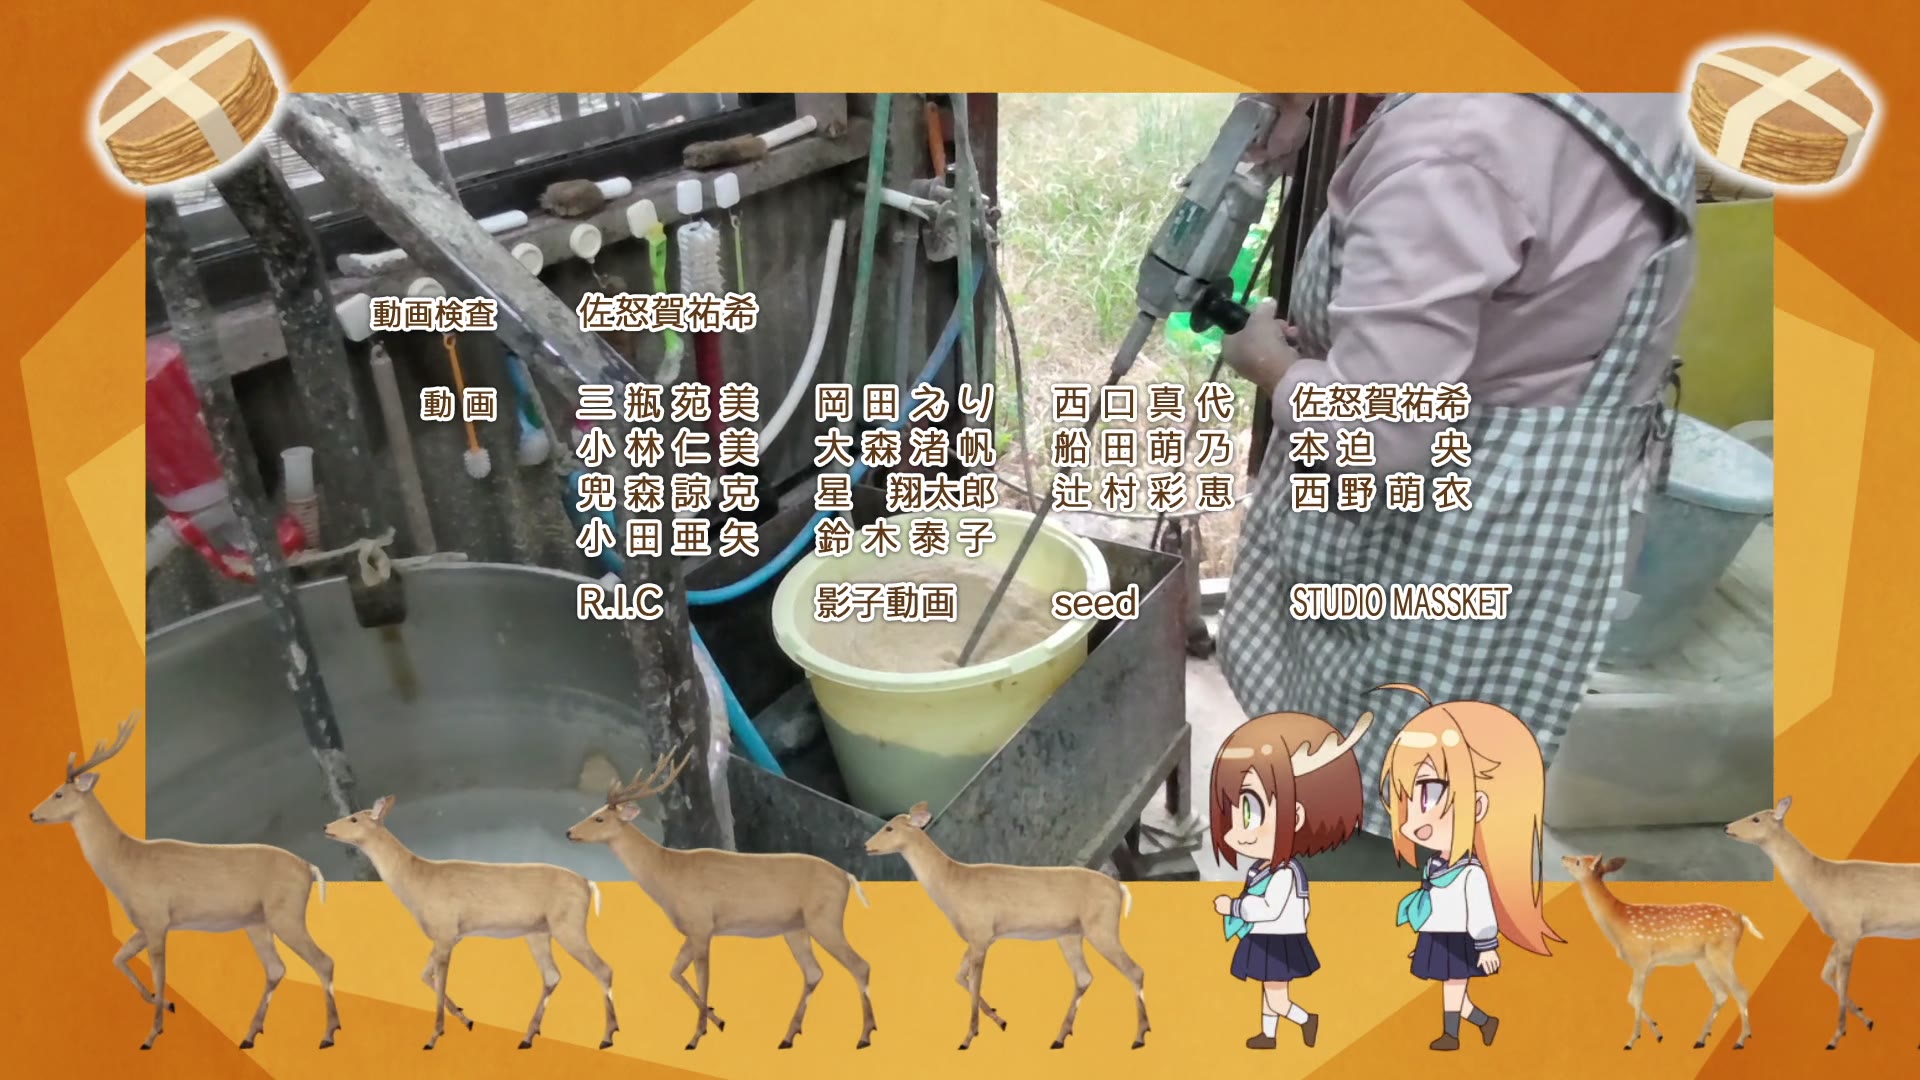 動画検査 佐怒賀祐希
動画 三瓶苑美 岡田えり 西口真代 佐怒賀祐希
小林仁美 大森渚帆 船田萌乃 本迫 央
兜森諒克 星 翔太郎 辻村彩恵 西野萌衣
小田亜矢 鈴木泰子
R.I.C 影子動画 seed STUDIO MASSKET